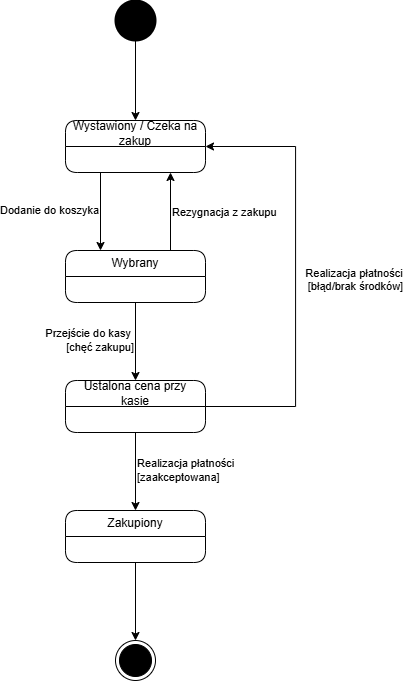 Wystawiony / Czeka na
zakup
Dodanie do koszyka
Rezygnacja z zakupu
Wybrany
Realizacja płatności
[błąd/brak środków]
Przejście do kasy
[chęć zakupu]
Ustalona cena przy
kasie
Realizacja płatności
[zaakceptowana]
Zakupiony